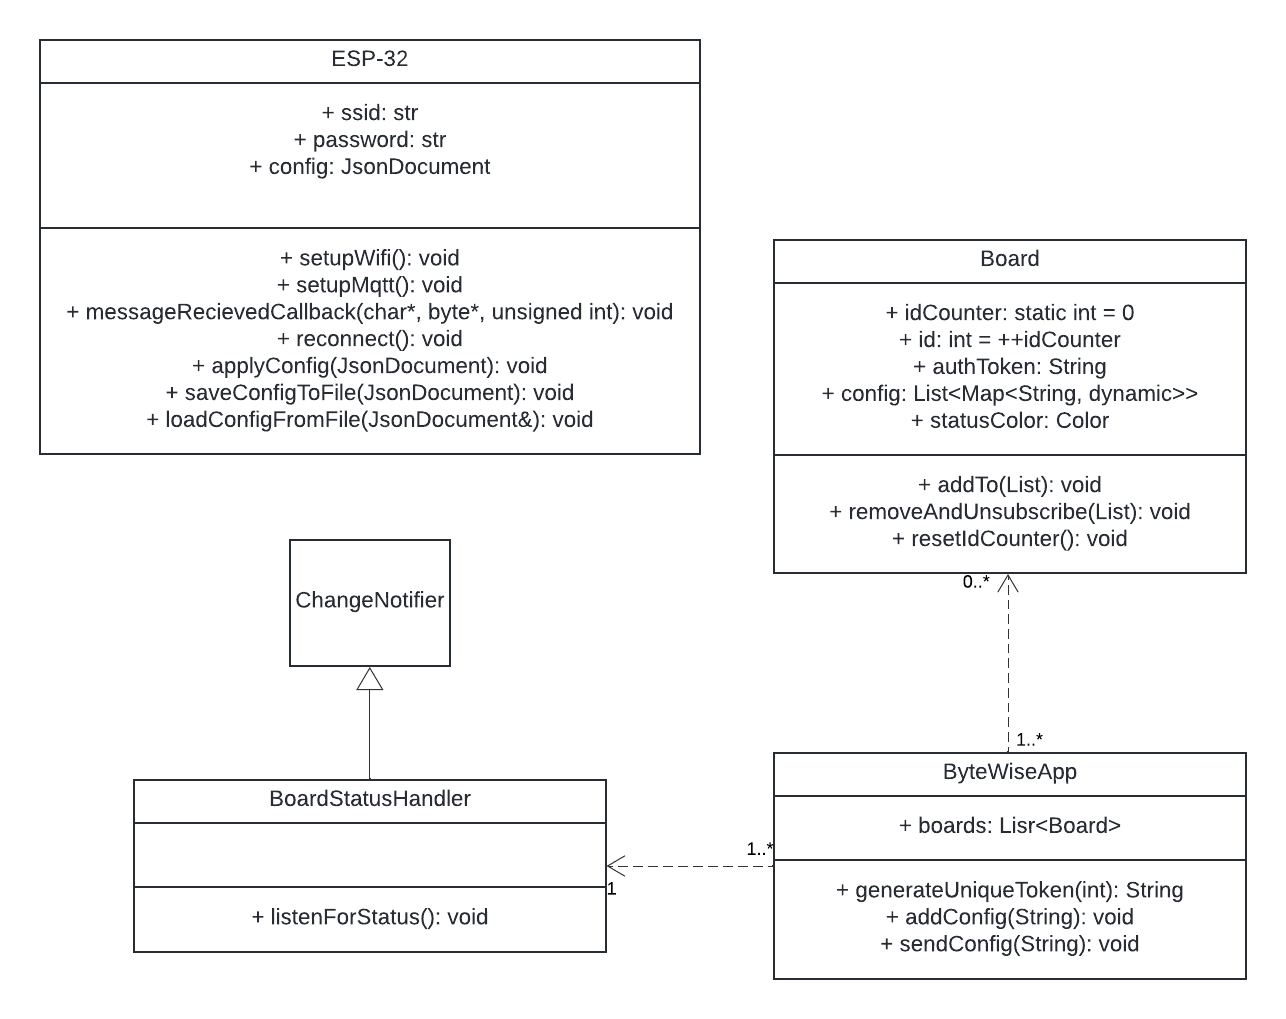 ESP-32
+ ssid: str
+ password: str
+ config: JsonDocument
+ setupWifi(): void
+ setupMqtt(): void
+ messageRecievedCallback(char*, byte*, unsigned int): void
+ reconnect(): void
+ applyConfig(JsonDocument): void
+ saveConfigToFile(JsonDocument): void
+ loadConfigFromFile(JsonDocument&): void
Board
+ idCounter: static int = 0
+ id: int = ++idCounter
+ authToken: String
+ config: List<Map<String, dynamic>>
+ statusColor: Color
+ addTo(List): void
+ removeAndUnsubscribe(List): void
+ resetIdCounter(): void
0..*
ChangeNotifier
1..*
BoardStatusHandler
+ listenForStatus(): void
1..*
1
ByteWiseApp
+ boards: Lisr<Board>
+ generateUniqueToken(int): String
+ addConfig(String): void
+ sendConfig(String): void